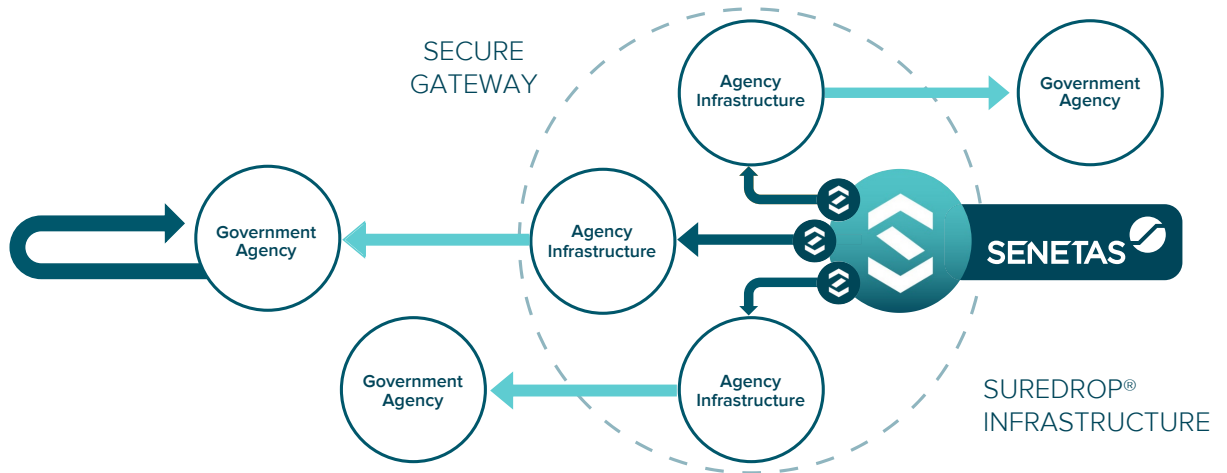 SECURE
GATEWAY
Agency
Infrastructure
Government
Agency
Government
Agency
Agency
Infrastructure
SENETAS
Government
Agency
Agency
Infrastructure
SUREDROP®
INFRASTRUCTURE